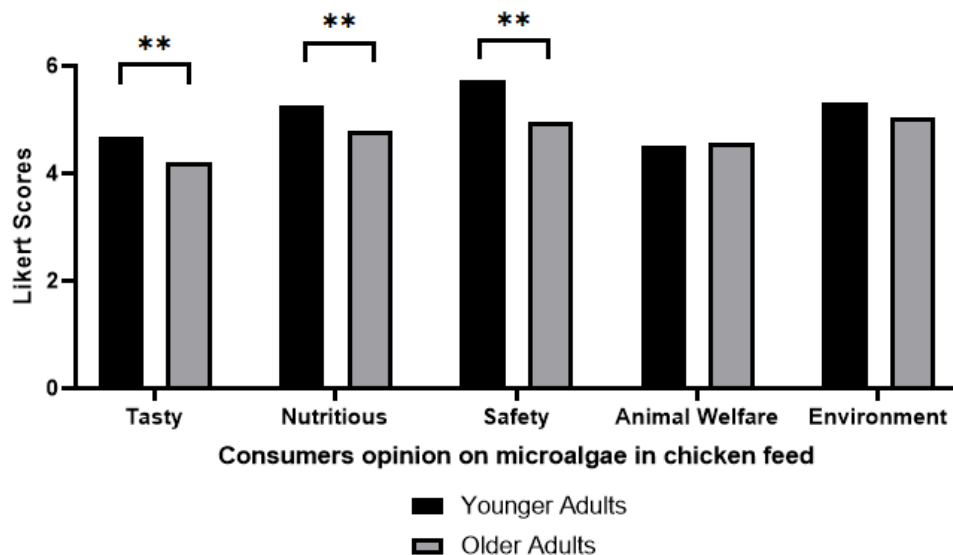 ** ** **
6
4
2
0
Likert Scores
Tasty Nutritious Safety Animal Welfare Environment
Consumers opinion on microalgae in chicken feed
Younger Adults
Older Adults